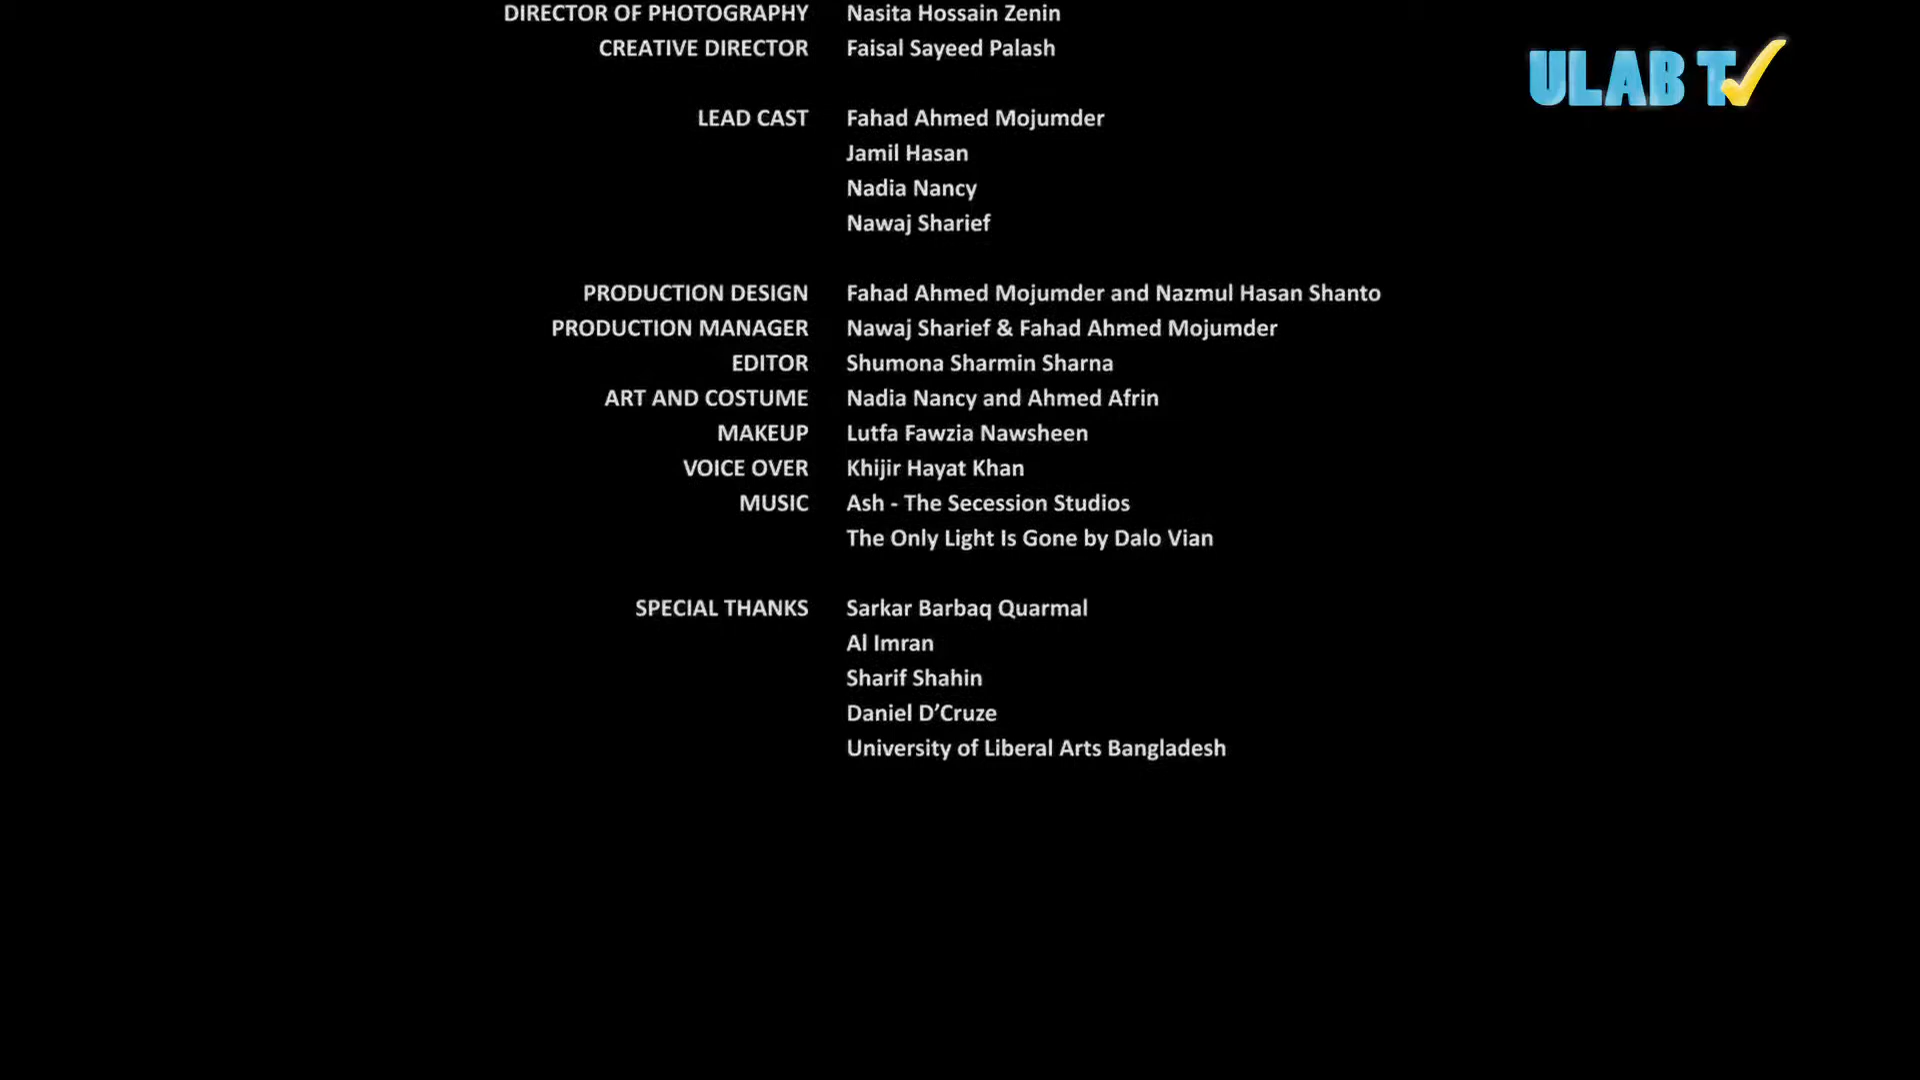 DIRECTOR OF PHOTOGRAPHY Nasita Hossain Zenin
CREATIVE DIRECTOR Faisal Sayeed Palash
ULAB TV
LEAD CAST Fahad Ahmed Mojumder
Jamil Hasan
Nadia Nancy
Nawaj Sharief
PRODUCTION DESIGN Fahad Ahmed Mojumder and Nazmul Hasan Shanto
PRODUCTION MANAGER Nawaj Sharief & Fahad Ahmed Mojumder
EDITOR Shumona Sharmin Sharna
ART AND COSTUME Nadia Nancy and Ahmed Afrin
MAKEUP Lutfa Fawzia Nawsheen
VOICE OVER Khijir Hayat Khan
MUSIC Ash - The Secession Studios
The Only Light Is Gone by Dalo Vian
SPECIAL THANKS Sarkar Barbaq Quarmal
Al Imran
Sharif Shahin
Daniel D’Cruze
University of Liberal Arts Bangladesh